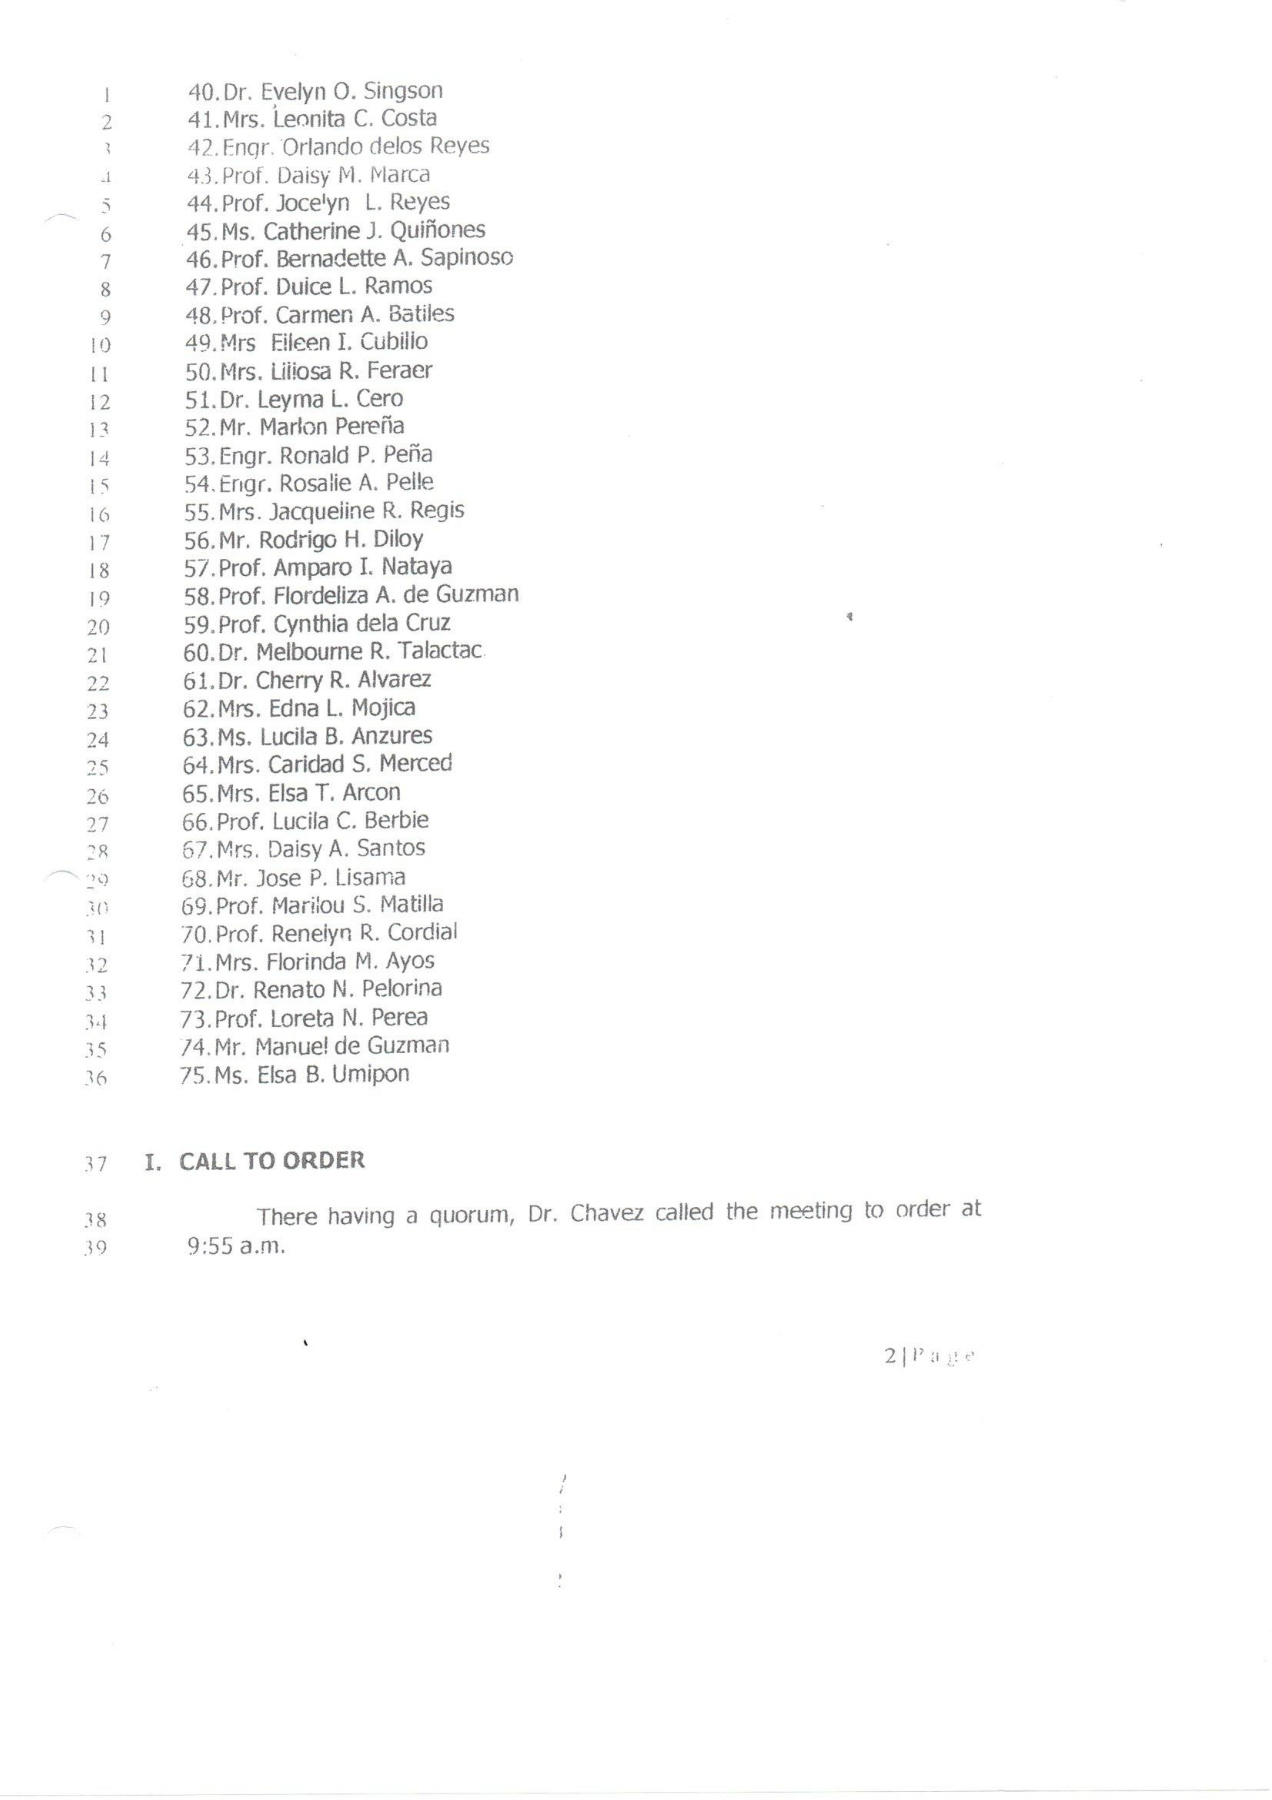 1 40. Dr. Evelyn O. Singson
2 41. Mrs. Leonita C. Costa
3 42. Engr. Orlando delos Reyes
4 43. Prof. Daisy M. Marca
5 44. Prof. Jocelyn L. Reyes
6 45. Ms. Catherine J. Quiñones
7 46. Prof. Bernadette A. Sapinoso
8 47. Prof. Dulce L. Ramos
9 48. Prof. Carmen A. Batiles
10 49. Mrs Eileen I. Cubillo
11 50. Mrs. Liliosa R. Feraer
12 51. Dr. Leyma L. Cero
13 52. Mr. Marlon Pereña
14 53. Engr. Ronald P. Peña
15 54. Engr. Rosalie A. Pelle
16 55. Mrs. Jacqueline R. Regis
17 56. Mr. Rodrigo H. Diloy
18 57. Prof. Amparo I. Nataya
19 58. Prof. Flordeliza A. de Guzman
20 59. Prof. Cynthia dela Cruz
21 60. Dr. Melbourne R. Talactac
22 61. Dr. Cherry R. Alvarez
23 62. Mrs. Edna L. Mojica
24 63. Ms. Lucila B. Anzures
25 64. Mrs. Caridad S. Merced
26 65. Mrs. Elsa T. Arcon
27 66. Prof. Lucila C. Berbie
28 67. Mrs. Daisy A. Santos
29 68. Mr. Jose P. Lisama
30 69. Prof. Marilou S. Matilla
31 70. Prof. Renelyn R. Cordial
32 71. Mrs. Florinda M. Ayos
33 72. Dr. Renato N. Pelorina
34 73. Prof. Loreta N. Perea
35 74. Mr. Manuel de Guzman
36 75. Ms. Elsa B. Umipon
37 I. CALL TO ORDER
38 There having a quorum, Dr. Chavez called the meeting to order at
39 9:55 a.m.
2 | P a g e